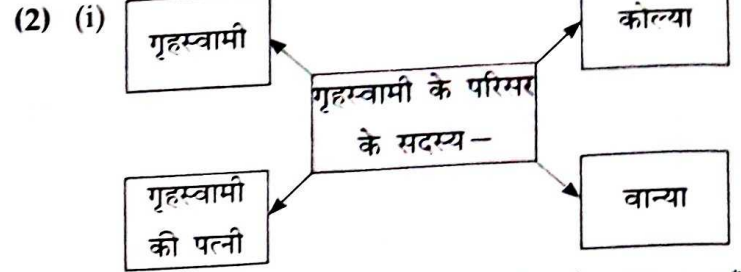 (2) (i)
गृहस्वामी
कोल्या
गृहस्वामी के परिसर
के सदस्य –
गृहस्वामी
की पत्नी
वान्या